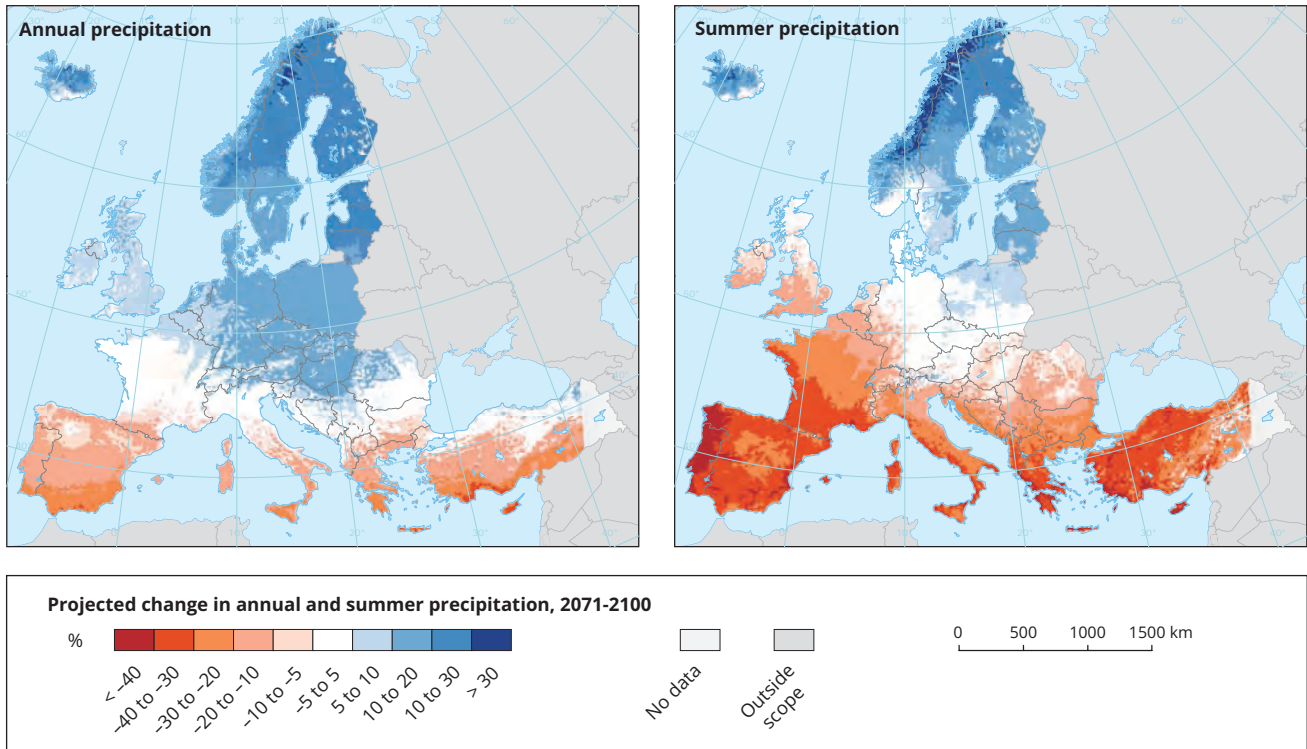 Annual precipitation
Summer precipitation
Projected change in annual and summer precipitation, 2071-2100
%
< –40
–40 to –30
–30 to –20
–20 to –10
–10 to –5
–5 to 5
5 to 10
10 to 20
10 to 30
> 30
No data
Outside
scope
0 500 1000 1500 km